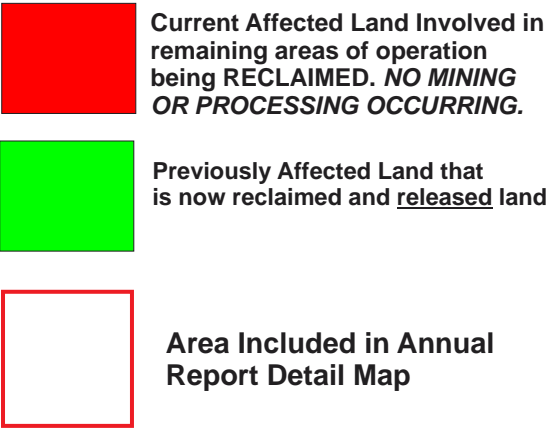 Current Affected Land Involved in
remaining areas of operation
being RECLAIMED. NO MINING
OR PROCESSING OCCURRING.
Previously Affected Land that
is now reclaimed and released land
Area Included in Annual
Report Detail Map